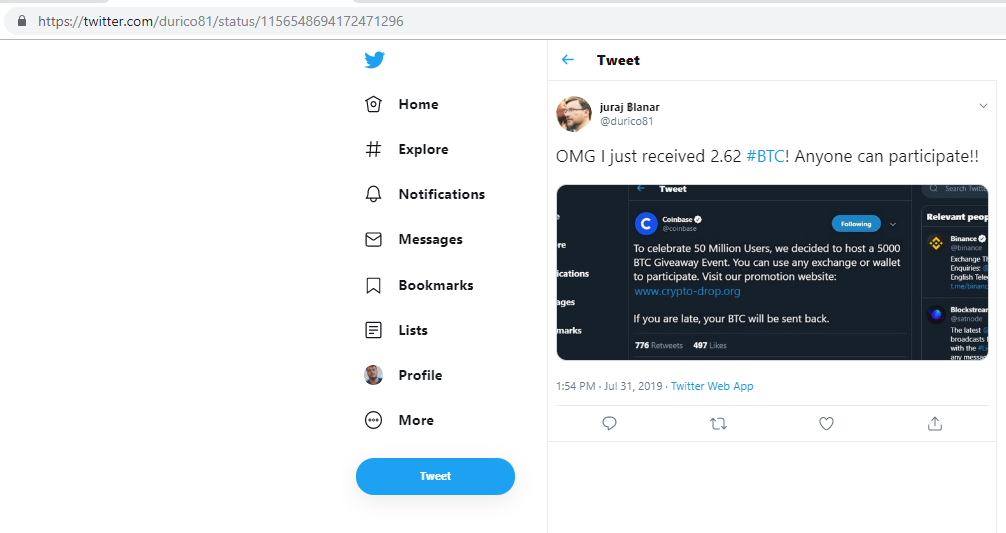 https://twitter.com/durico81/status/1156548694172471296
Tweet
Home
Explore
Notifications
Messages
Bookmarks
Lists
Profile
More
Tweet
juraj Blanar
@durico81
OMG I just received 2.62 #BTC! Anyone can participate!!
Tweet
Search Twitt
Coinbase
@coinbase
Following
To celebrate 50 Million Users, we decided to host a 5000
BTC Giveaway Event. You can use any exchange or wallet
to participate. Visit our promotion website:
www.crypto-drop.org
If you are late, your BTC will be sent back.
776 Retweets 497 Likes
re
ications
ages
marks
Relevant peop
Binance
@binance
Exchange Th
Enquiries: @
English Teleg
t.me/binanc
Blockstream
@satnode
The latest @
broadcasts
with the
any messag
1:54 PM · Jul 31, 2019 · Twitter Web App